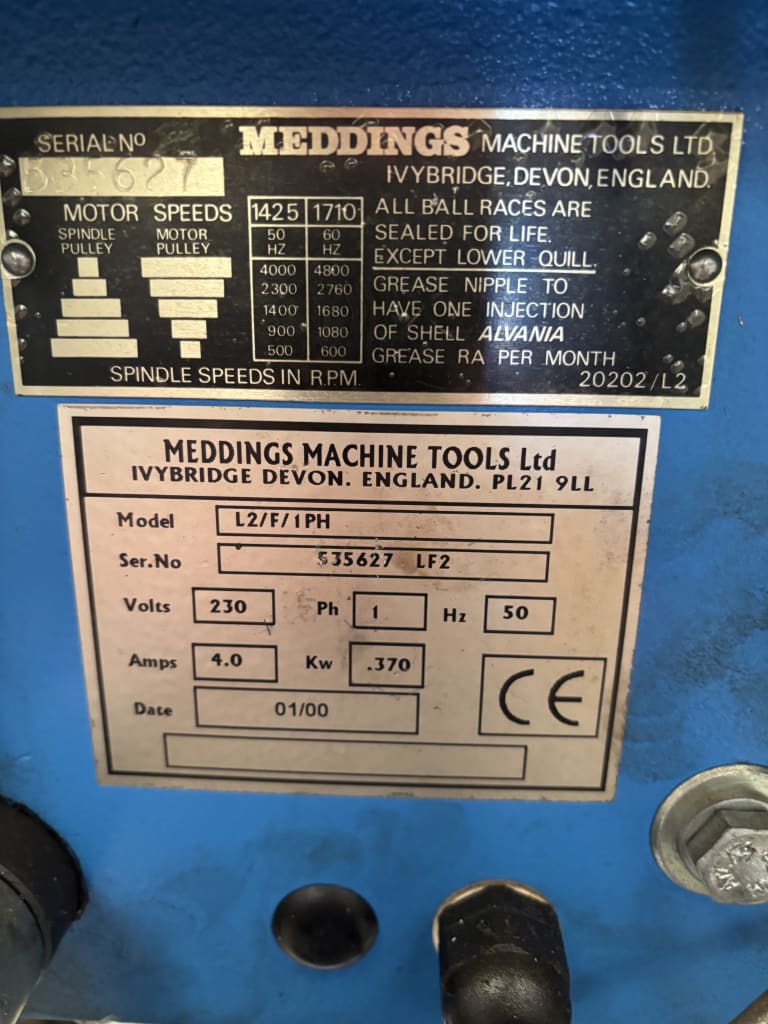 SERIAL Nº
535627
MEDDINGS MACHINE TOOLS LTD.
IVYBRIDGE, DEVON, ENGLAND.
MOTOR SPEEDS
1425 1710
SPINDLE PULLEY
MOTOR PULLEY
50 HZ 60 HZ
4000 4800
2300 2760
1400 1680
900 1080
500 600
SPINDLE SPEEDS IN R.P.M.
ALL BALL RACES ARE
SEALED FOR LIFE.
EXCEPT LOWER QUILL.
GREASE NIPPLE TO
HAVE ONE INJECTION
OF SHELL ALVANIA
GREASE RA PER MONTH
20202/L2
MEDDINGS MACHINE TOOLS Ltd
IVYBRIDGE DEVON. ENGLAND. PL21 9LL
Model L2/F/1PH
Ser.No 535627 LF2
Volts 230 Ph 1 Hz 50
Amps 4.0 Kw .370
Date 01/00
CE